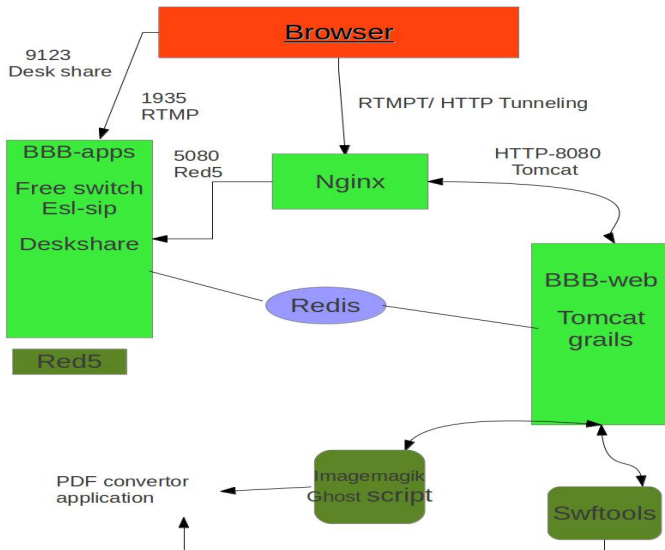 Browser
9123
Desk share
1935
RTMP
RTMPT/ HTTP Tunneling
BBB-apps
Free switch
Esl-sip
Deskshare
5080
Red5
Nginx
HTTP-8080
Tomcat
Redis
BBB-web
Tomcat
grails
Red5
PDF convertor
application
Imagemagik
Ghost script
Swftools